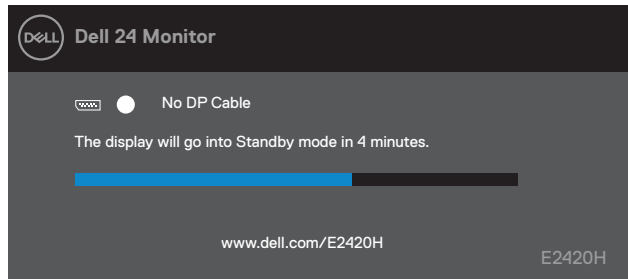 DELL Dell 24 Monitor
No DP Cable
The display will go into Standby mode in 4 minutes.
www.dell.com/E2420H
E2420H